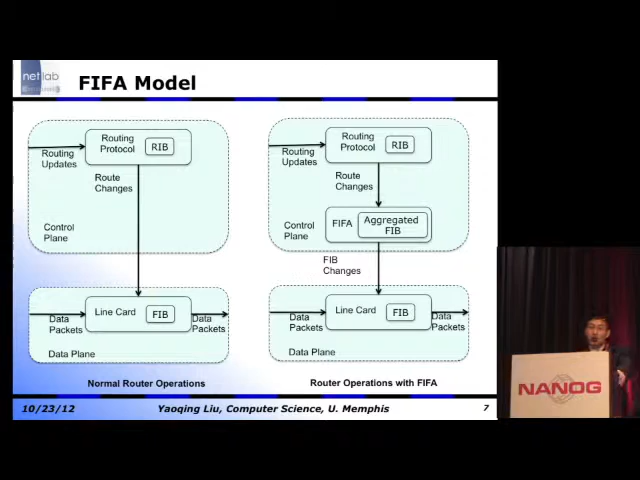 netlab
FIFA Model
Routing
Protocol
RIB
Routing
Updates
Route
Changes
Control
Plane
Line Card
FIB
Data
Packets
Data
Packets
Data Plane
Normal Router Operations
Routing
Protocol
RIB
Routing
Updates
Route
Changes
FIFA
Aggregated
FIB
Control
Plane
FIB
Changes
Line Card
FIB
Data
Packets
Data
Packets
Data Plane
Router Operations with FIFA
10/23/12
Yaoqing Liu, Computer Science, U. Memphis
7
NANOG